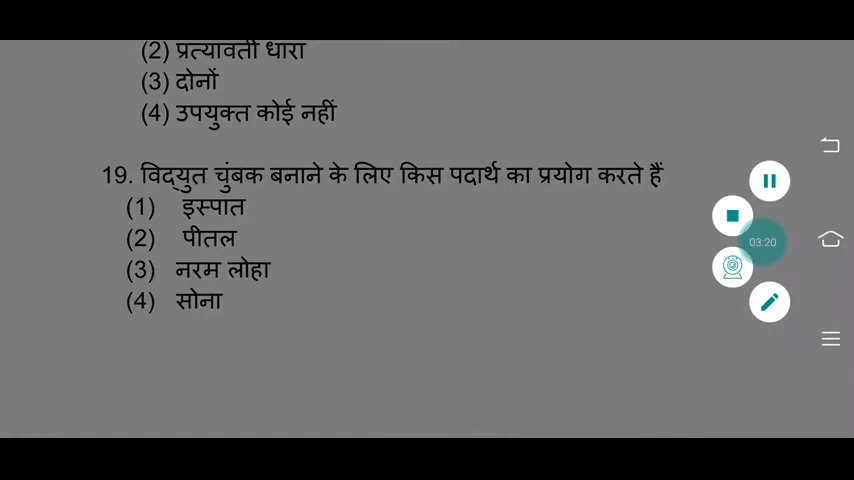 (2) प्रत्यावर्ती धारा
(3) दोनों
(4) उपयुक्त कोई नहीं
19. विद्युत चुंबक बनाने के लिए किस पदार्थ का प्रयोग करते हैं
(1) इस्पात
(2) पीतल
(3) नरम लोहा
(4) सोना
03:20